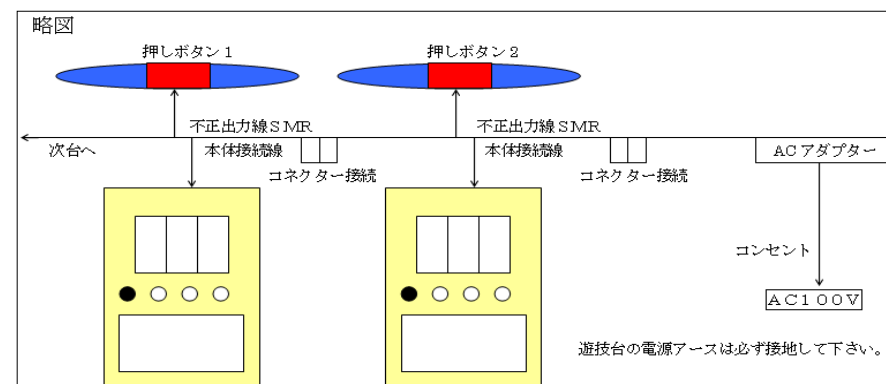 略図
押しボタン1
押しボタン2
不正出力線SMR
不正出力線SMR
次台へ
本体接続線
本体接続線
ACアダプター
コネクター接続
コネクター接続
コンセント
AC100V
遊技台の電源アースは必ず接地して下さい。